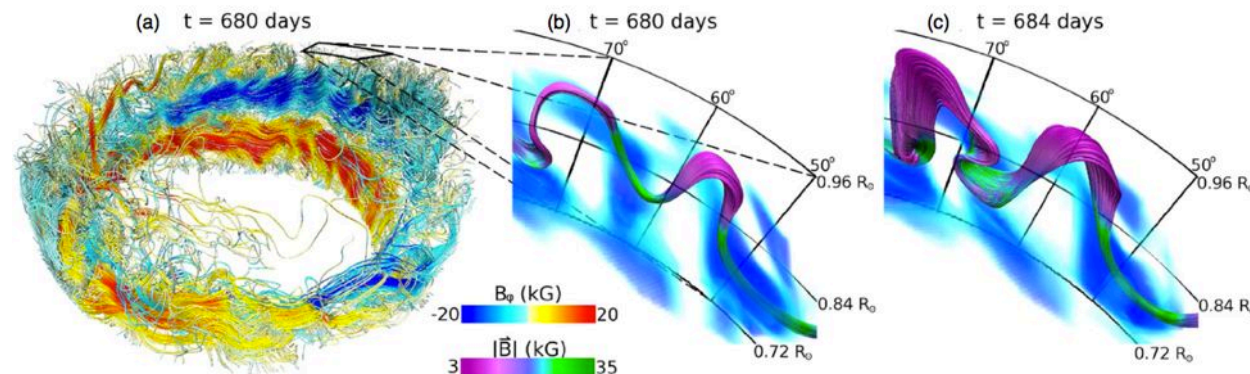 (a) t = 680 days
(b) t = 680 days
(c) t = 684 days
70°
60°
50°
0.96 R⊙
0.84 R⊙
0.72 R⊙
70°
60°
50°
0.96 R
0.84 R⊙
0.72 R⊙
Bφ (kG)
-20 20
|B⃗| (kG)
3 35